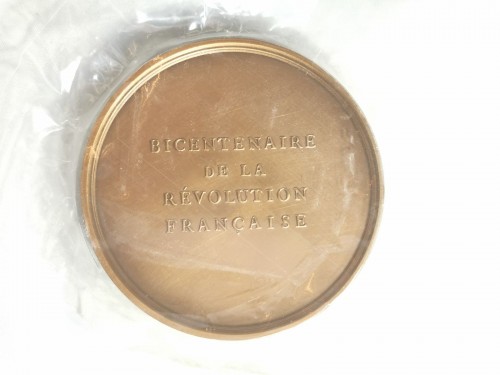 BICENTENAIRE
DE LA
RÉVOLUTION
FRANÇAISE